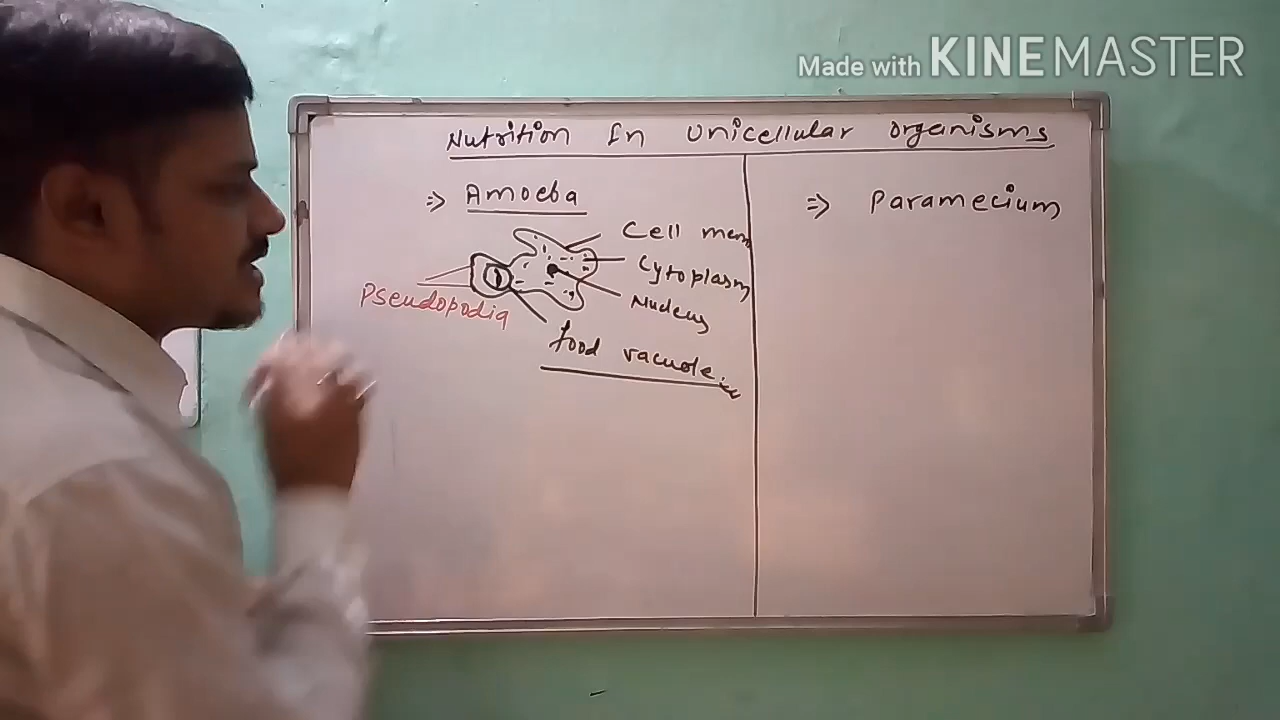 Made with KINEMASTER
Nutrition In Unicellular Organisms
⇒ Amoeba
Cell mem
Cytoplasm
Nucleus
Pseudopodia
food vacuole
⇒ Paramecium